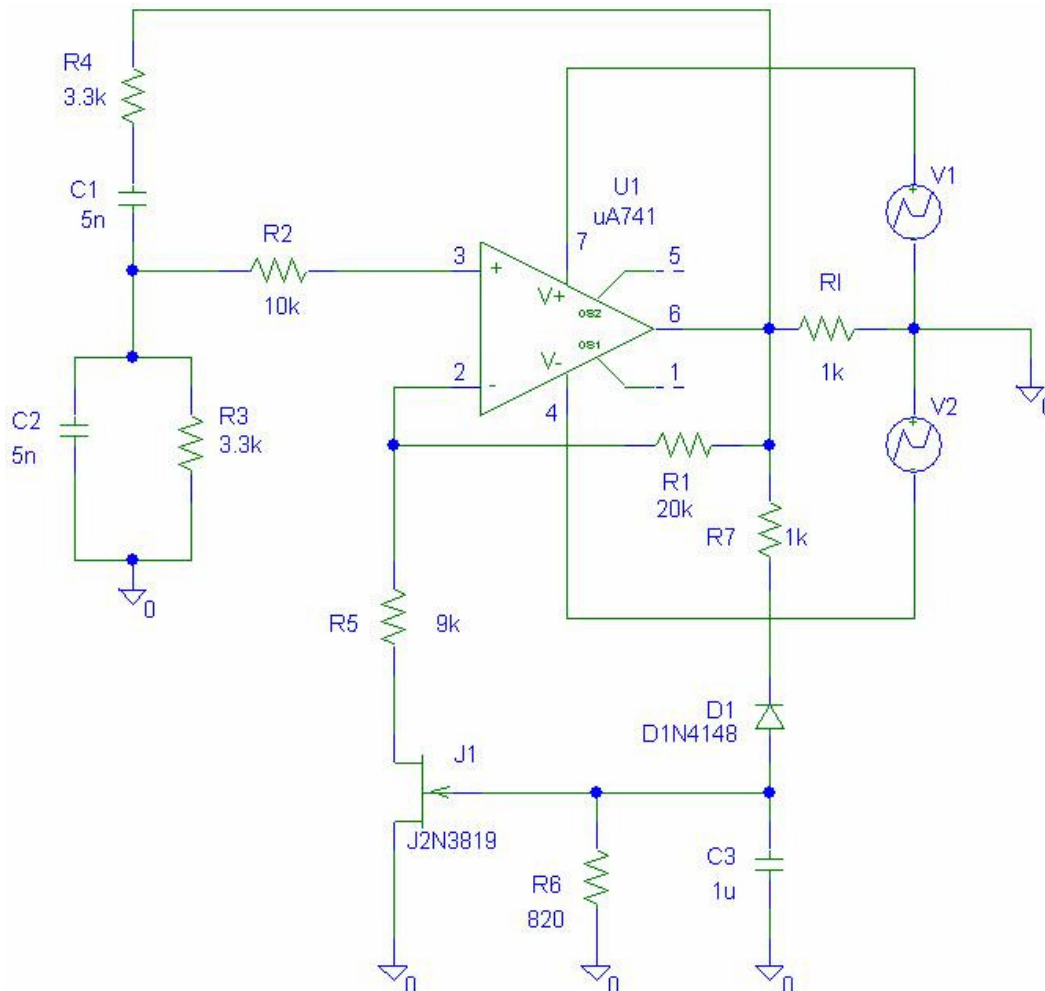 R4
3.3k
C1
5n
R2
10k
3
+
2
-
U1
uA741
7
V+
OS2
OS1
V-
5
6
1
4
V1
+
Rl
1k
0
V2
+
-
C2
5n
R3
3.3k
0
R1
20k
R7
1k
R5
9k
D1
D1N4148
J1
J2N3819
R6
820
C3
1u
0
0
0